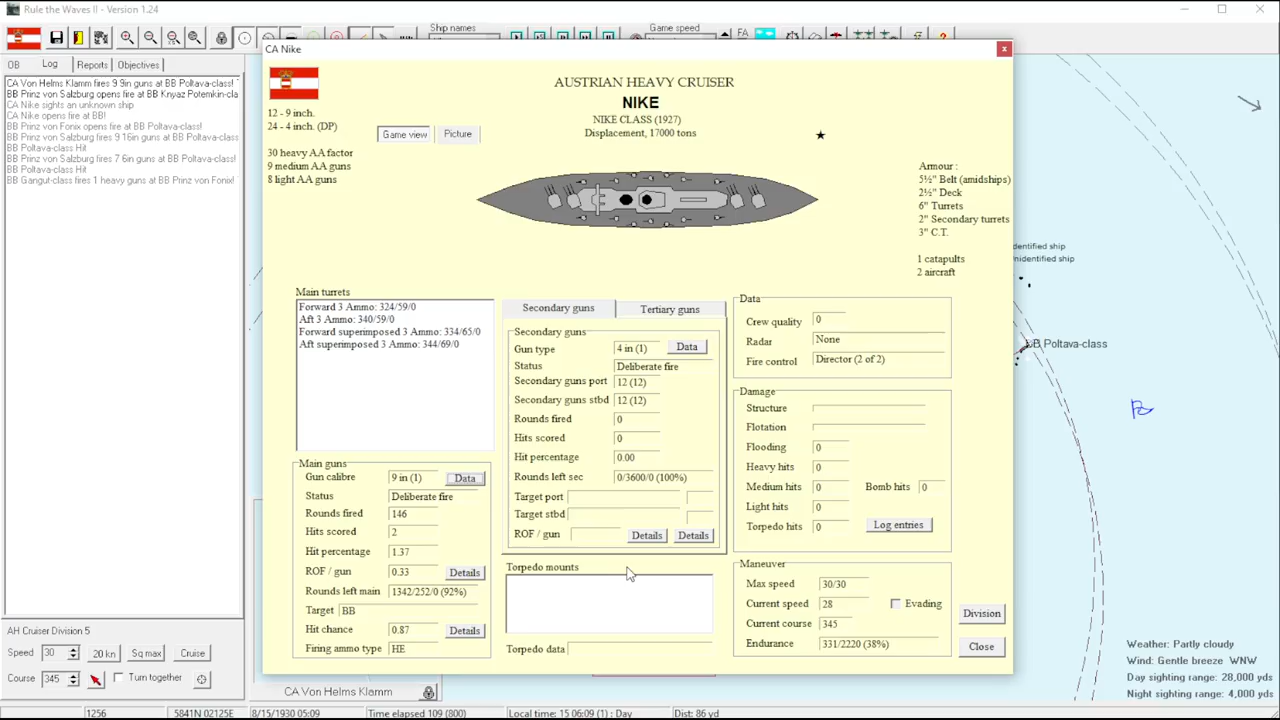 Rule the Waves II - Version 1.24
Ship names
Game speed
FA
OB
Log
Reports
Objectives
CA Von Helms Klamm fires 9 9in guns at BB Poltava-class!
BB Prinz von Salzburg opens fire at BB Knyaz Potemkin-cla
CA Nike sights an unknown ship
CA Nike opens fire at BB!
BB Prinz von Fonix opens fire at BB Poltava-class!
BB Prinz von Salzburg fires 9 16in guns at BB Poltava-class
BB Poltava-class Hit
BB Prinz von Salzburg fires 7 6in guns at BB Poltava-class!
BB Poltava-class Hit
BB Gangut-class fires 1 heavy guns at BB Prinz von Fonix!
AH Cruiser Division 5
Speed
30
20 kn
Sq max
Cruise
Course
345
Turn together
CA Nike
x
12 - 9 inch.
24 - 4 inch. (DP)
30 heavy AA factor
9 medium AA guns
8 light AA guns
Game view
Picture
AUSTRIAN HEAVY CRUISER
NIKE
NIKE CLASS (1927)
Displacement, 17000 tons
Armour :
5½" Belt (amidships)
2½" Deck
6" Turrets
2" Secondary turrets
3" C.T.
1 catapults
2 aircraft
Main turrets
Forward 3 Ammo: 324/59/0
Aft 3 Ammo: 340/59/0
Forward superimposed 3 Ammo: 334/65/0
Aft superimposed 3 Ammo: 344/69/0
Main guns
Gun calibre 9 in (1) Data
Status Deliberate fire
Rounds fired 146
Hits scored 2
Hit percentage 1.37
ROF / gun 0.33 Details
Rounds left main 1342/252/0 (92%)
Target BB
Hit chance 0.87 Details
Firing ammo type HE
Secondary guns
Tertiary guns
Secondary guns
Gun type 4 in (1) Data
Status Deliberate fire
Secondary guns port 12 (12)
Secondary guns stbd 12 (12)
Rounds fired 0
Hits scored 0
Hit percentage 0.00
Rounds left sec 0/3600/0 (100%)
Target port
Target stbd
ROF / gun Details Details
Torpedo mounts
Torpedo data
Data
Crew quality 0
Radar None
Fire control Director (2 of 2)
Damage
Structure
Flotation
Flooding 0
Heavy hits 0
Medium hits 0 Bomb hits 0
Light hits 0
Torpedo hits 0 Log entries
Maneuver
Max speed 30/30
Current speed 28 Evading
Current course 345
Endurance 331/2220 (38%)
Division
Close
dentified ship
Unidentified ship
BB Poltava-class
Weather: Partly cloudy
Wind: Gentle breeze WNW
Day sighting range: 28,000 yds
Night sighting range: 4,000 yds
CA Von Helms Klamm
1256
5841N 02125E
8/15/1930 05:09
Time elapsed 109 (800)
Local time: 15 06:09 (1) : Day
Dist: 86 yd